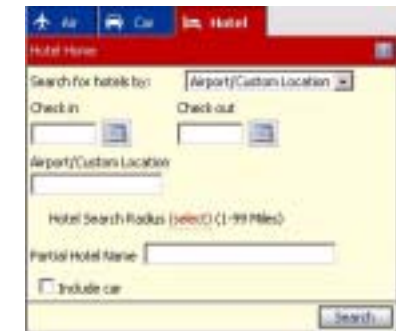 Air Car Hotel
Hotel Home
Search for hotels by: Airport/Custom Location
Check in Check out
Airport/Custom Location
Hotel Search Radius (select) (1-99 Miles)
Partial Hotel Name
Include car
Search